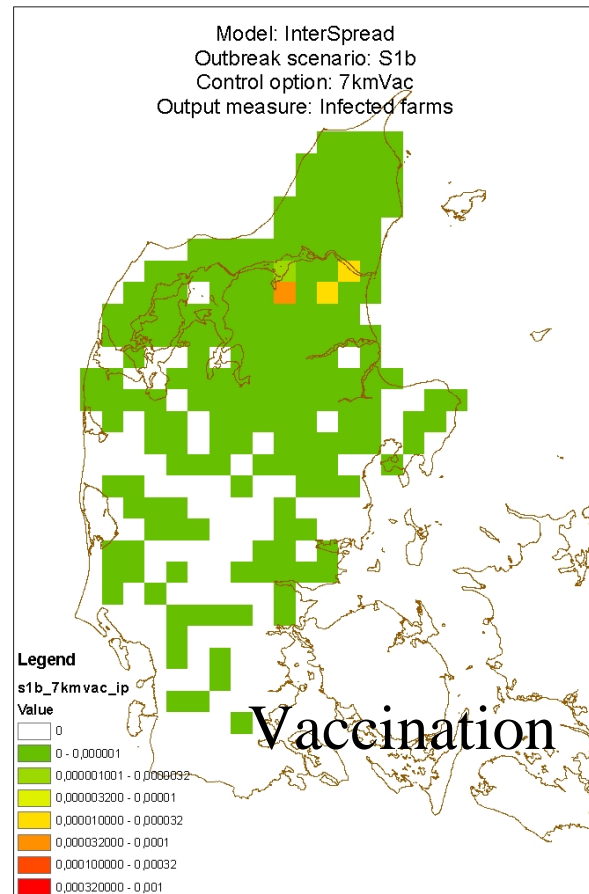 Model: InterSpread
Outbreak scenario: S1b
Control option: 7kmVac
Output measure: Infected farms
Legend
s1b_7kmvac_ip
Value
0
0 - 0,000001
0,000001001 - 0,0000032
0,000003200 - 0,00001
0,000010000 - 0,000032
0,000032000 - 0,0001
0,000100000 - 0,00032
0,000320000 - 0,001
Vaccination